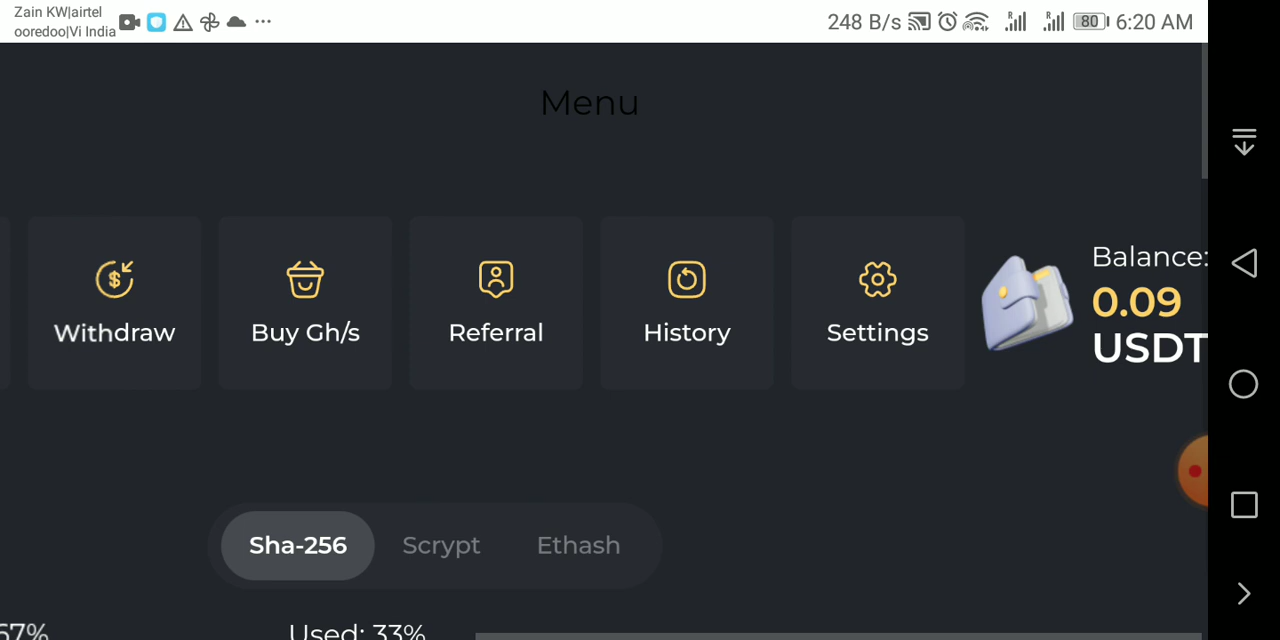 Zain KW|airtel
ooredoo|Vi India
248 B/s
80
6:20 AM
Menu
Withdraw
Buy Gh/s
Referral
History
Settings
Balance:
0.09
USDT
Sha-256
Scrypt
Ethash
67%
Used: 33%